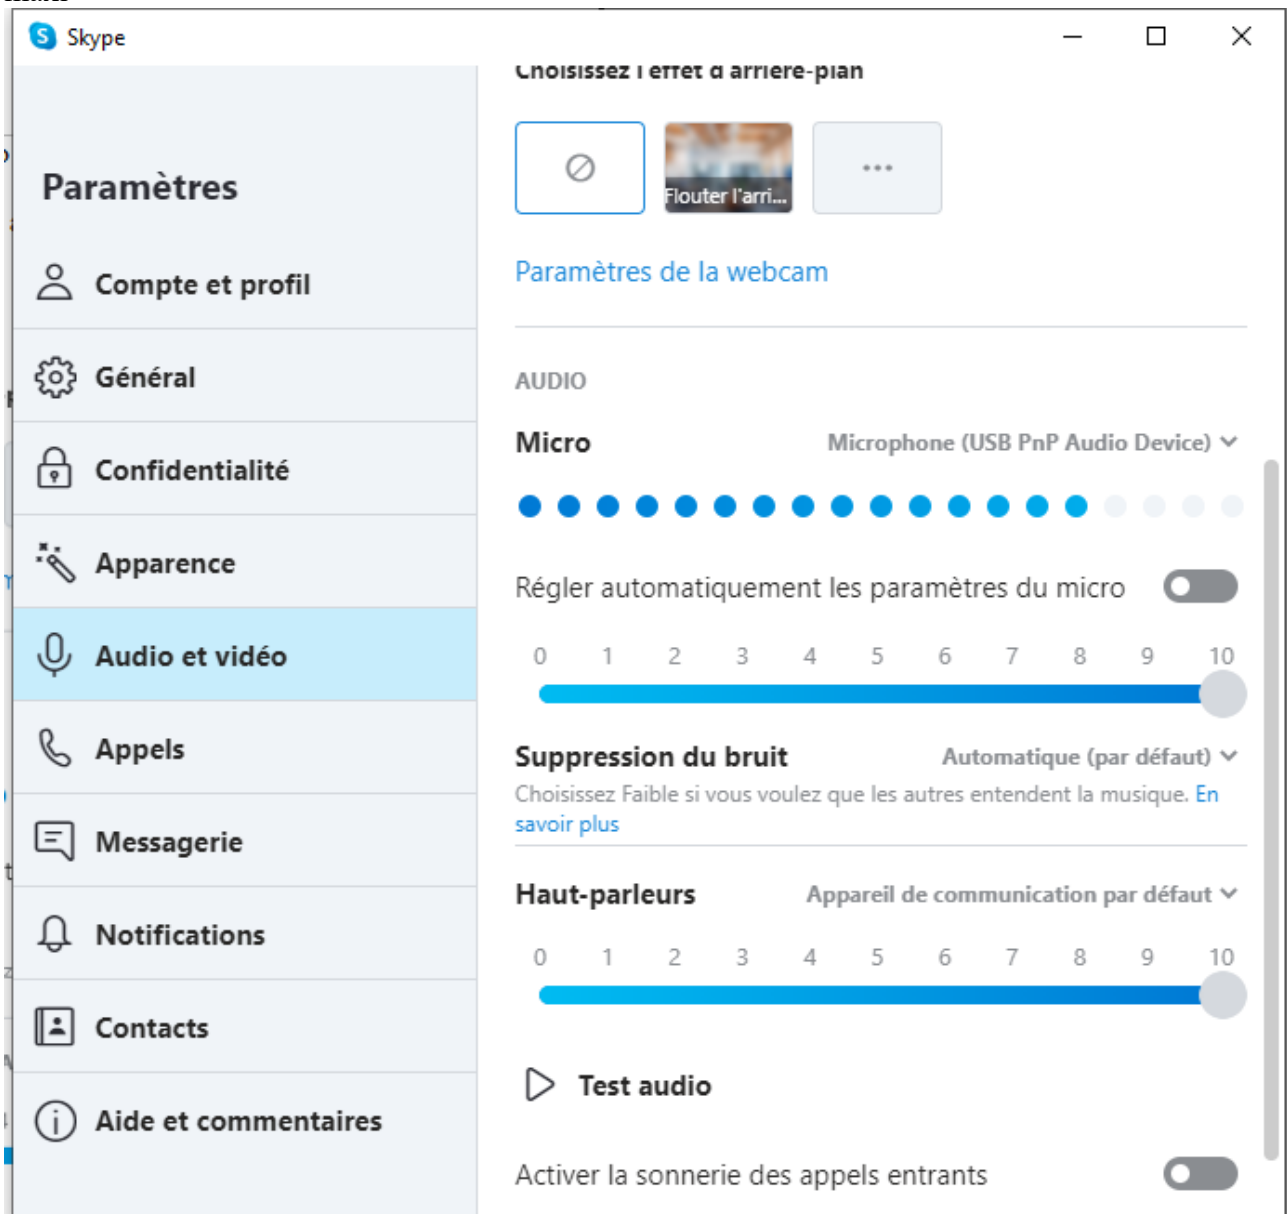 Skype
Choisissez l'effet d'arrière-plan
Flouter l'arri...
Paramètres
Compte et profil
Général
Confidentialité
Apparence
Audio et vidéo
Appels
Messagerie
Notifications
Contacts
Aide et commentaires
Paramètres de la webcam
AUDIO
Micro Microphone (USB PnP Audio Device)
Régler automatiquement les paramètres du micro
0 1 2 3 4 5 6 7 8 9 10
Suppression du bruit Automatique (par défaut)
Choisissez Faible si vous voulez que les autres entendent la musique. En
savoir plus
Haut-parleurs Appareil de communication par défaut
0 1 2 3 4 5 6 7 8 9 10
Test audio
Activer la sonnerie des appels entrants